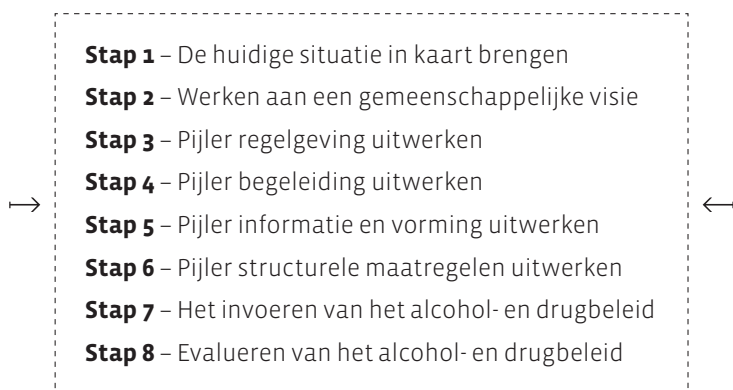 Stap 1 – De huidige situatie in kaart brengen
Stap 2 – Werken aan een gemeenschappelijke visie
Stap 3 – Pijler regelgeving uitwerken
Stap 4 – Pijler begeleiding uitwerken
Stap 5 – Pijler informatie en vorming uitwerken
Stap 6 – Pijler structurele maatregelen uitwerken
Stap 7 – Het invoeren van het alcohol- en drugbeleid
Stap 8 – Evalueren van het alcohol- en drugbeleid